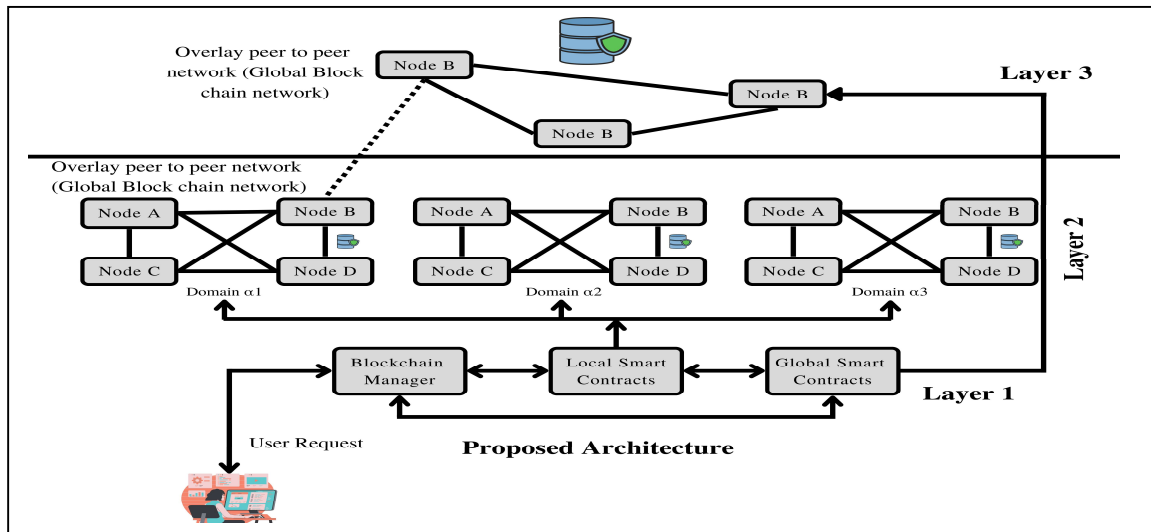 Overlay peer to peer
network (Global Block
chain network)
Node B
Node B
Node B
Layer 3
Overlay peer to peer network
(Global Block chain network)
Node A
Node B
Node A
Node B
Node A
Node B
Node C
Node D
Node C
Node D
Node C
Node D
Domain α1
Domain α2
Domain α3
Layer 2
Blockchain
Manager
Local Smart
Contracts
Global Smart
Contracts
Layer 1
User Request
Proposed Architecture